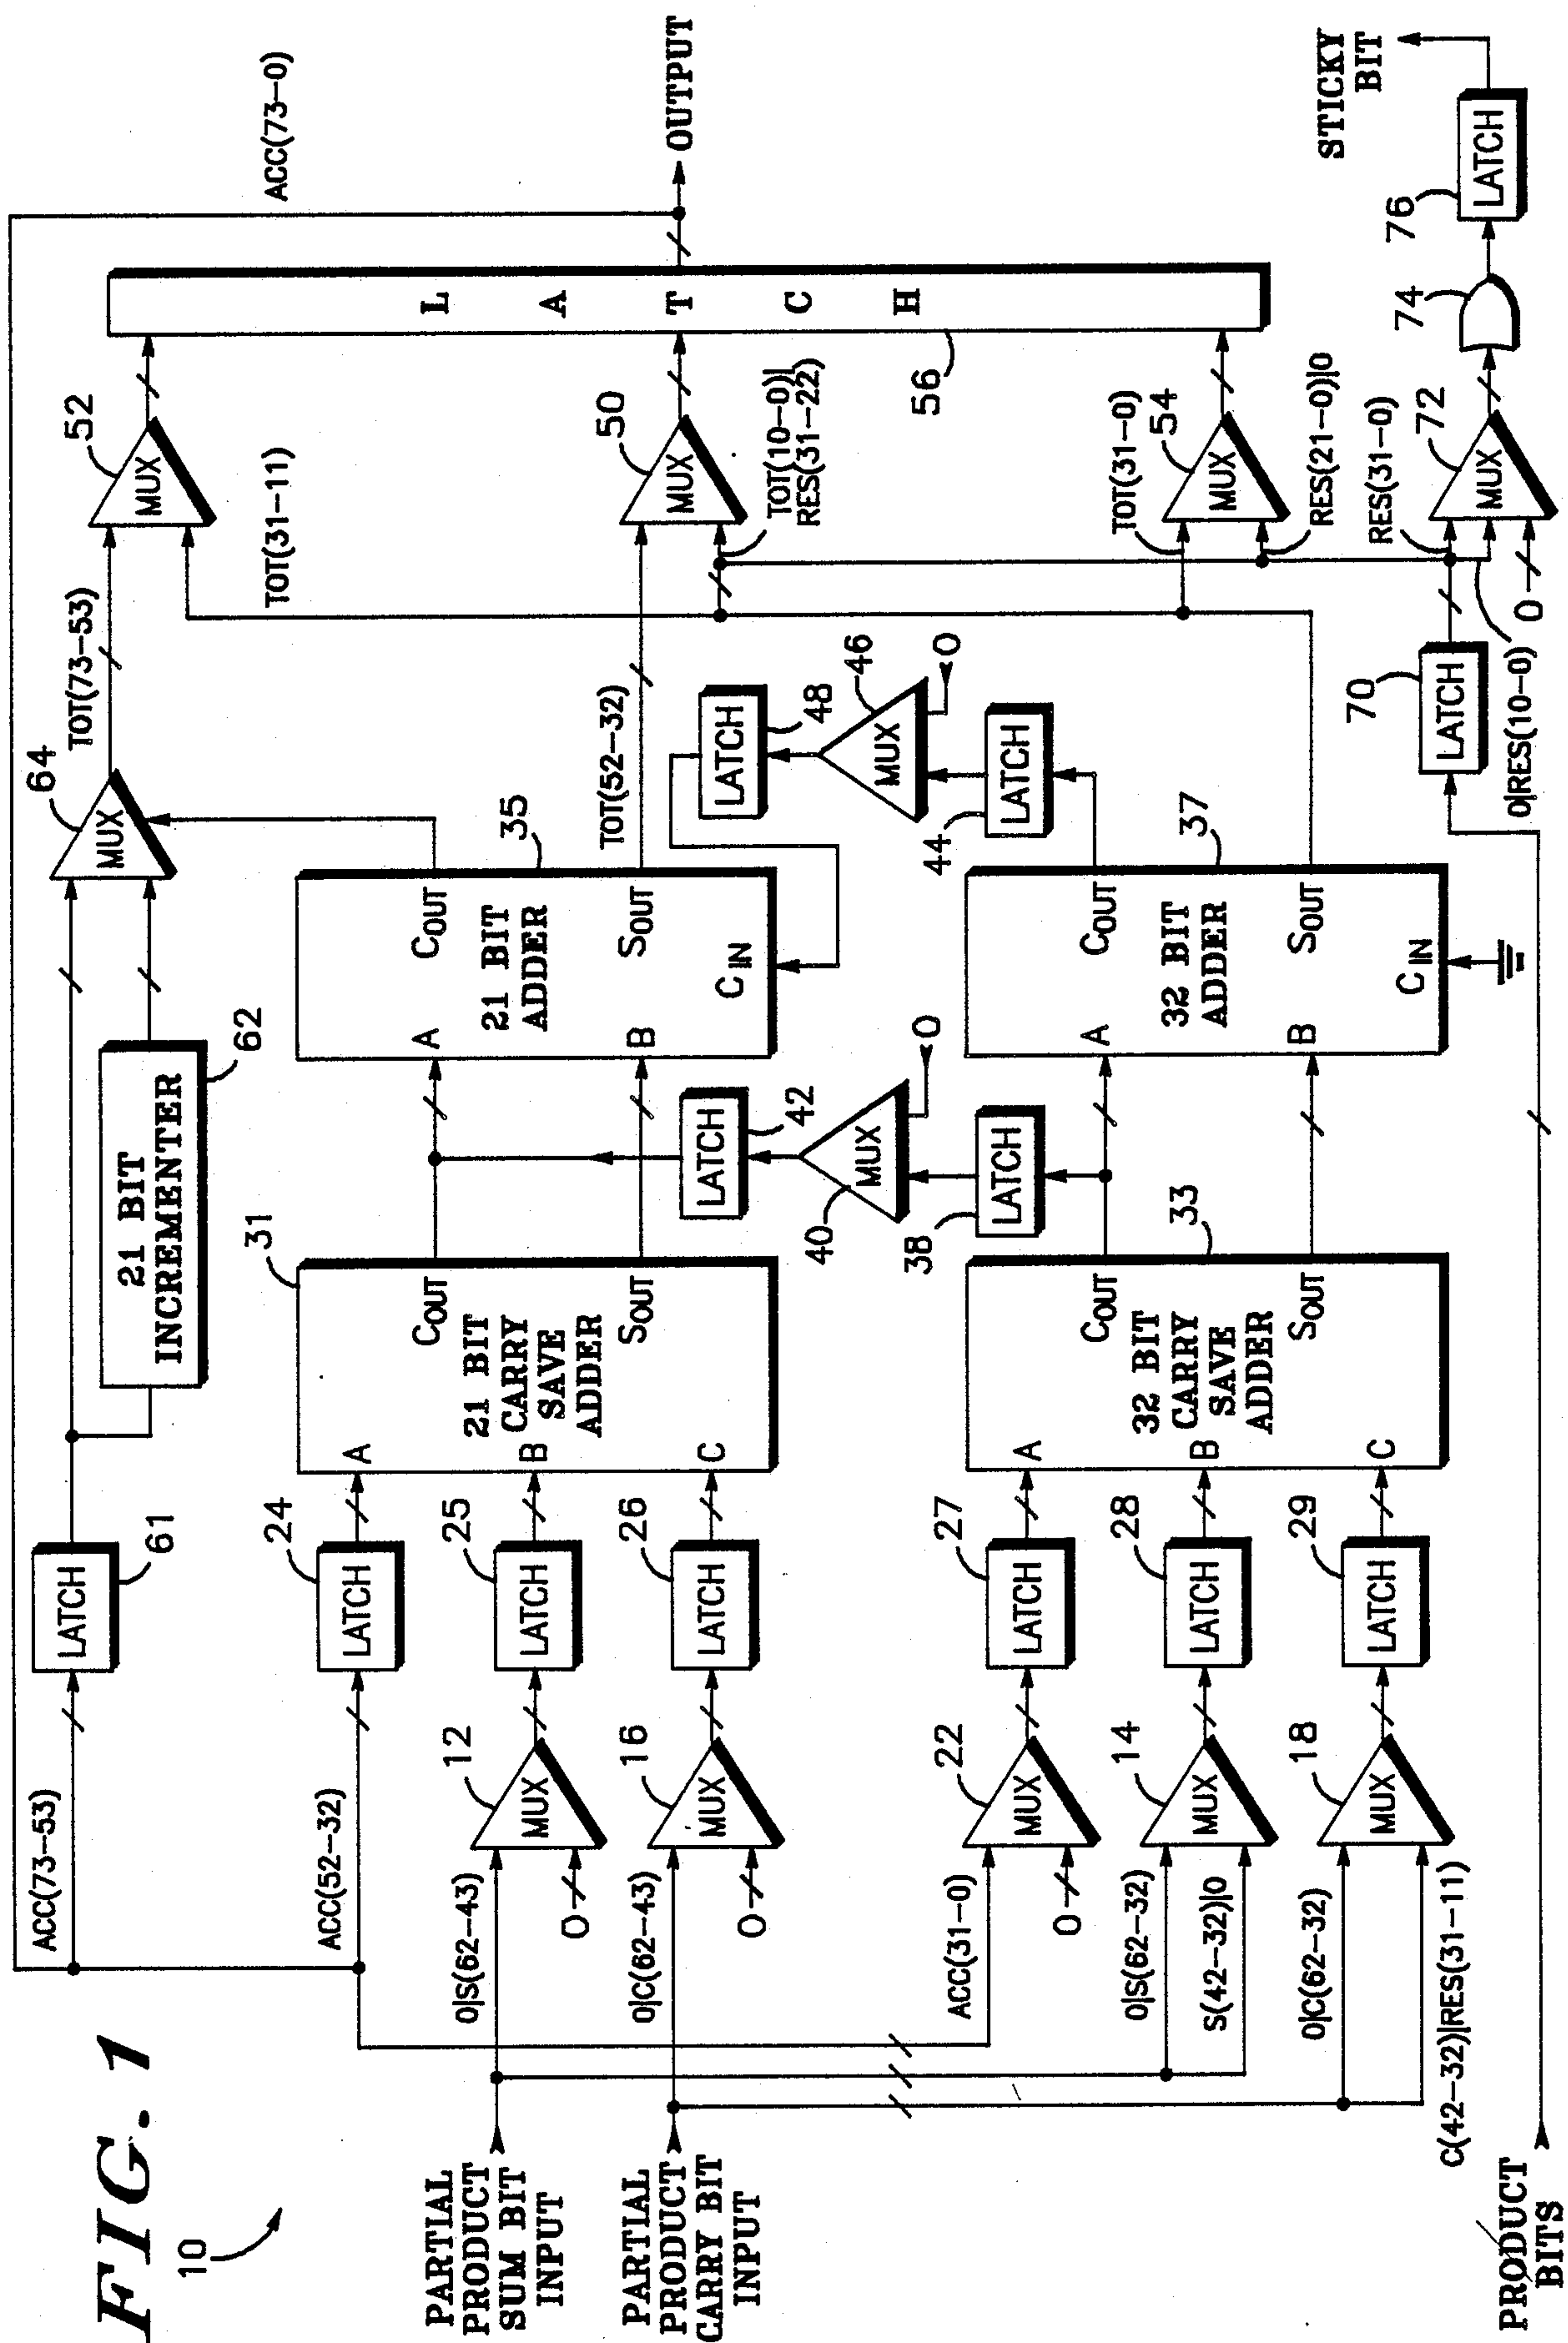 FIG. 1
10
ACC(73—0)
ACC(73—53)
LATCH
61
21 BIT
INCREMENTER
62
64
MUX
TOT(73—53)
TOT(31—11)
52
MUX
ACC(52—32)
24
LATCH
PARTIAL
PRODUCT
SUM BIT
INPUT
0|S(62—43)
0
12
MUX
25
LATCH
PARTIAL
PRODUCT
CARRY BIT
INPUT
0|C(62—43)
0
16
MUX
26
LATCH
31
A
B
C
21 BIT
CARRY
SAVE
ADDER
COUT
SOUT
35
A
B
21 BIT
ADDER
COUT
SOUT
CIN
TOT(52—32)
50
MUX
TOT(10—0)|
RES(31—22)
LATCH
56
OUTPUT
LATCH
42
MUX
40
0
LATCH
38
LATCH
48
MUX
46
0
LATCH
44
ACC(31—0)
0
22
MUX
27
LATCH
0|S(62—32)
S(42—32)|0
14
MUX
28
LATCH
0|C(62—32)
C(42—32)|RES(31—11)
18
MUX
29
LATCH
33
A
B
C
32 BIT
CARRY
SAVE
ADDER
COUT
SOUT
37
A
B
32 BIT
ADDER
COUT
SOUT
CIN
TOT(31—0)
54
MUX
RES(21—0)|0
PRODUCT
BITS
70
LATCH
0|RES(10—0)
RES(31—0)
0
72
MUX
74
76
LATCH
STICKY
BIT